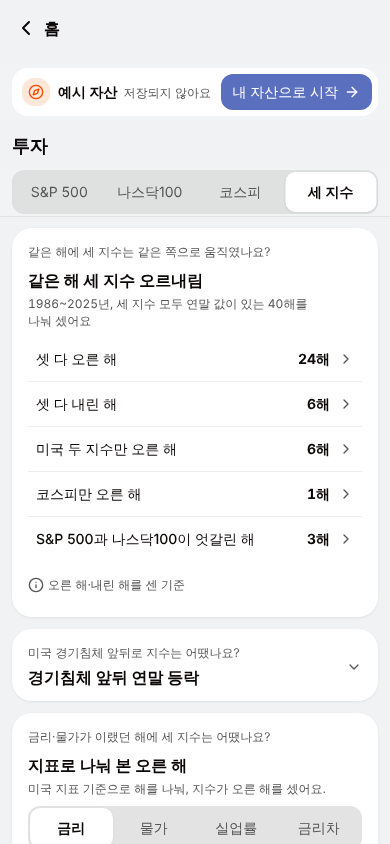 홈
예시 자산 저장되지 않아요 내 자산으로 시작
투자
S&P 500 나스닥100 코스피 세 지수
같은 해에 세 지수는 같은 쪽으로 움직였나요?
같은 해 세 지수 오르내림
1986~2025년, 세 지수 모두 연말 값이 있는 40해를
나눠 셌어요
셋 다 오른 해 24해
셋 다 내린 해 6해
미국 두 지수만 오른 해 6해
코스피만 오른 해 1해
S&P 500과 나스닥100이 엇갈린 해 3해
오른 해·내린 해를 센 기준
미국 경기침체 앞뒤로 지수는 어땠나요?
경기침체 앞뒤 연말 등락
금리·물가가 이랬던 해에 세 지수는 어땠나요?
지표로 나눠 본 오른 해
미국 지표 기준으로 해를 나눠, 지수가 오른 해를 셌어요.
금리 물가 실업률 금리차